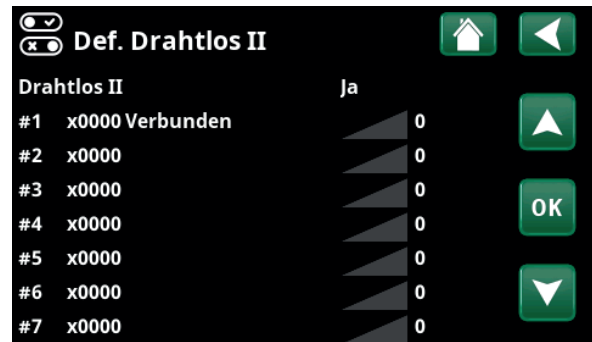 Def. Drahtlos II
Drahtlos II Ja
#1 x0000 Verbunden 0
#2 x0000 0
#3 x0000 0
#4 x0000 0
OK
#5 x0000 0
#6 x0000 0
#7 x0000 0